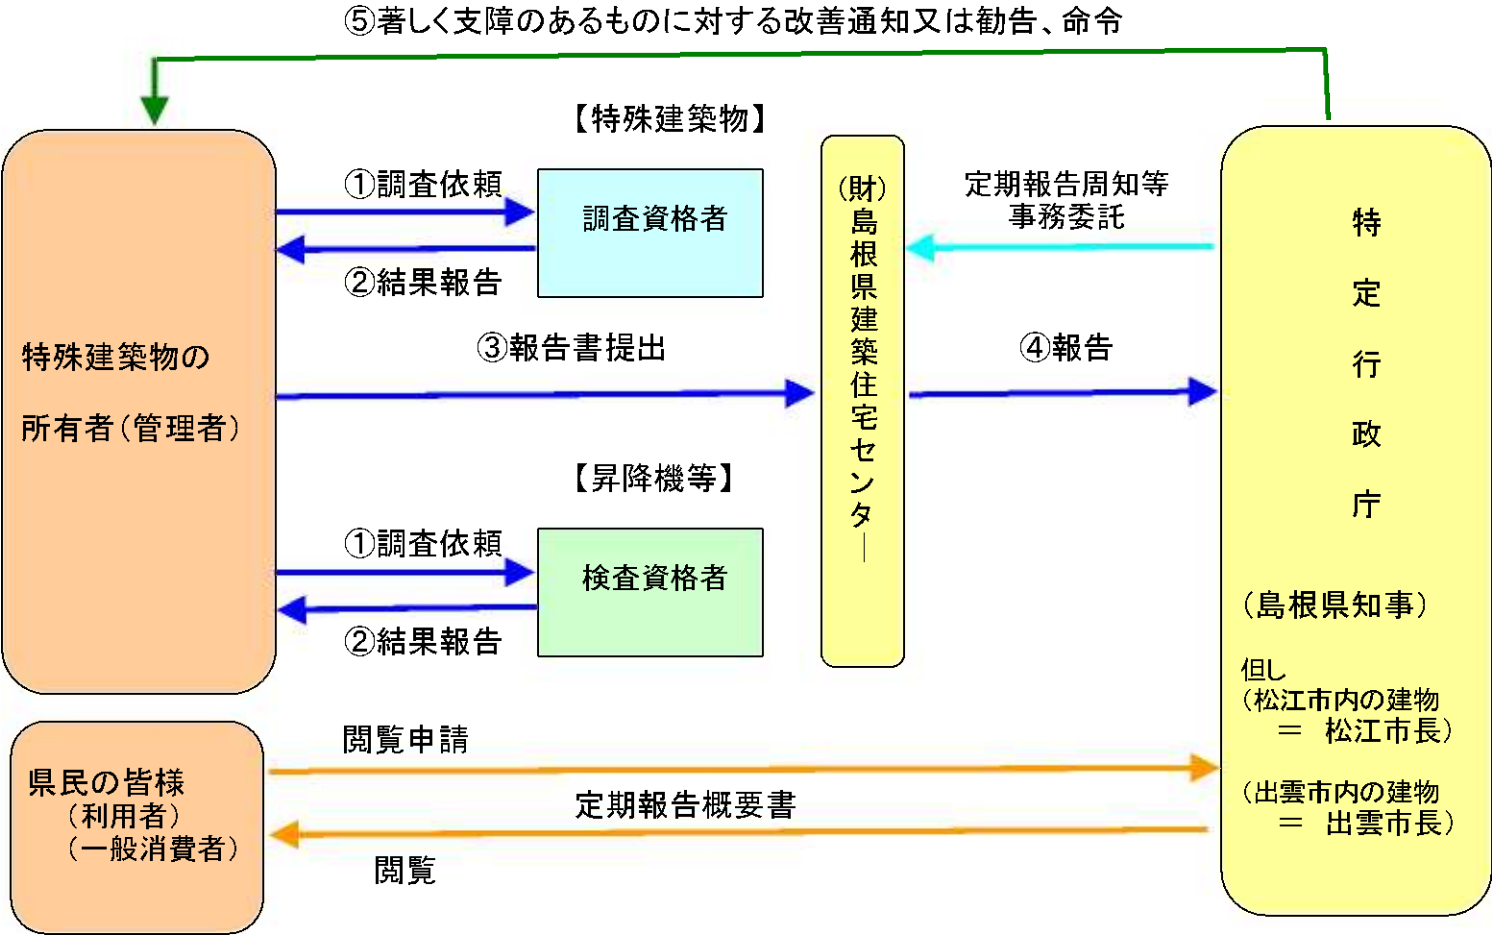 ⑤著しく支障のあるものに対する改善通知又は勧告、命令
【特殊建築物】
①調査依頼
調査資格者
②結果報告
(財)島根県建築住宅センター
定期報告周知等
事務委託
特定行政庁
③報告書提出
④報告
特殊建築物の
所有者(管理者)
【昇降機等】
①調査依頼
検査資格者
②結果報告
(島根県知事)
但し
(松江市内の建物
＝ 松江市長)
(出雲市内の建物
＝ 出雲市長)
閲覧申請
県民の皆様
(利用者)
(一般消費者)
定期報告概要書
閲覧